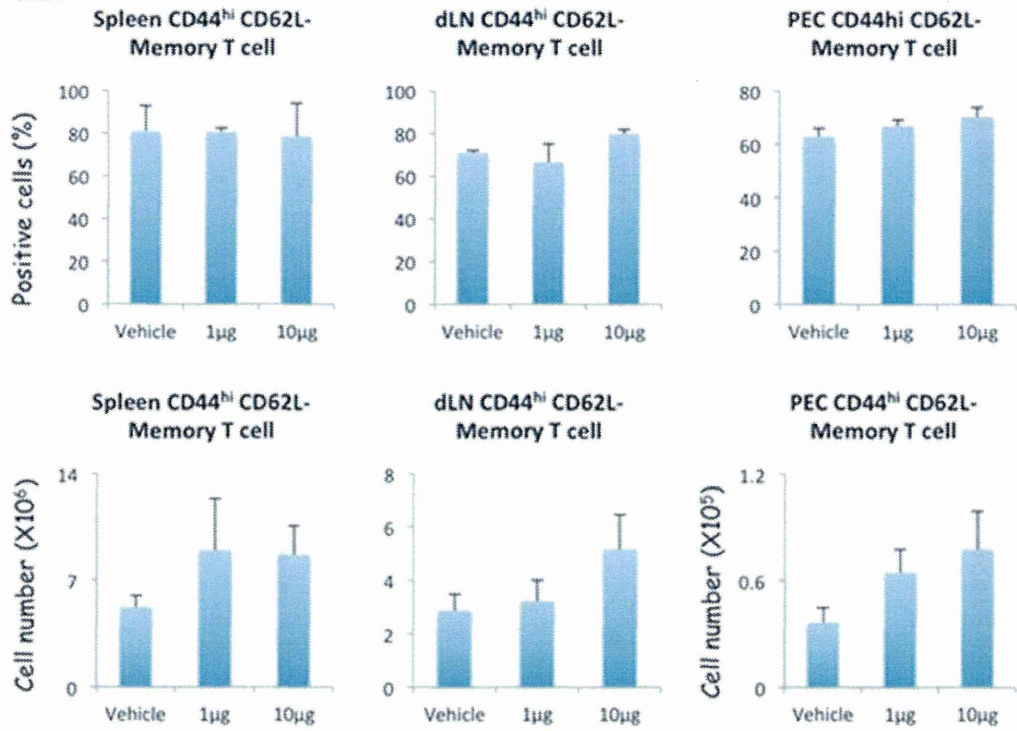 Spleen CD44hi CD62L-
Memory T cell
dLN CD44hi CD62L-
Memory T cell
PEC CD44hi CD62L-
Memory T cell
Positive cells (%)
100
80
60
40
20
0
Vehicle 1µg 10µg
100
80
60
40
20
0
Vehicle 1µg 10µg
80
60
40
20
0
Vehicle 1µg 10µg
Spleen CD44hi CD62L-
Memory T cell
dLN CD44hi CD62L-
Memory T cell
PEC CD44hi CD62L-
Memory T cell
Cell number (X10⁶)
14
7
0
Vehicle 1µg 10µg
8
6
4
2
0
Vehicle 1µg 10µg
Cell number (X10⁵)
1.2
0.6
0
Vehicle 1µg 10µg